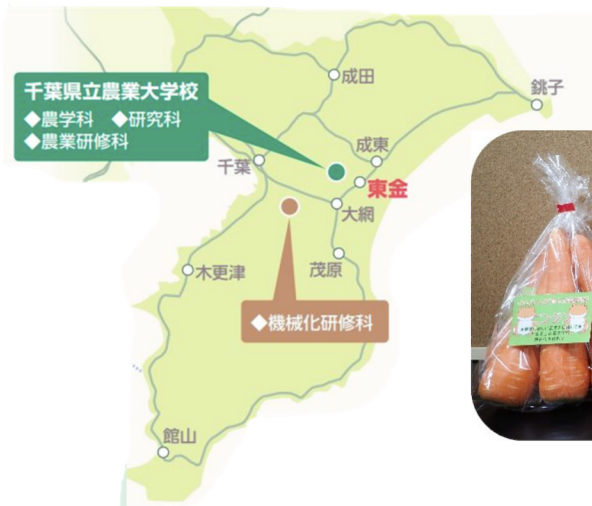 千葉県立農業大学校
◆農学科 ◆研究科
◆農業研修科
成田
銚子
千葉
成東
東金
大網
木更津
茂原
◆機械化研修科
館山